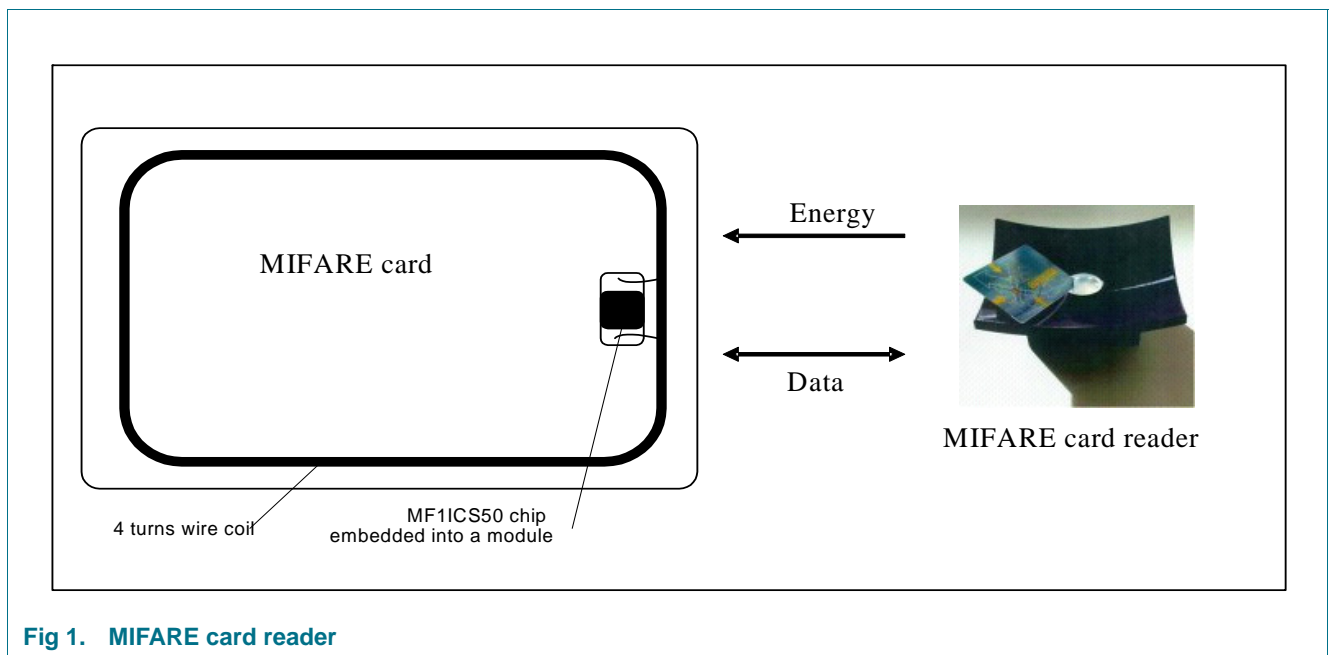 MIFARE card
Energy
Data
MIFARE card reader
4 turns wire coil
MF1ICS50 chip
embedded into a module
Fig 1. MIFARE card reader